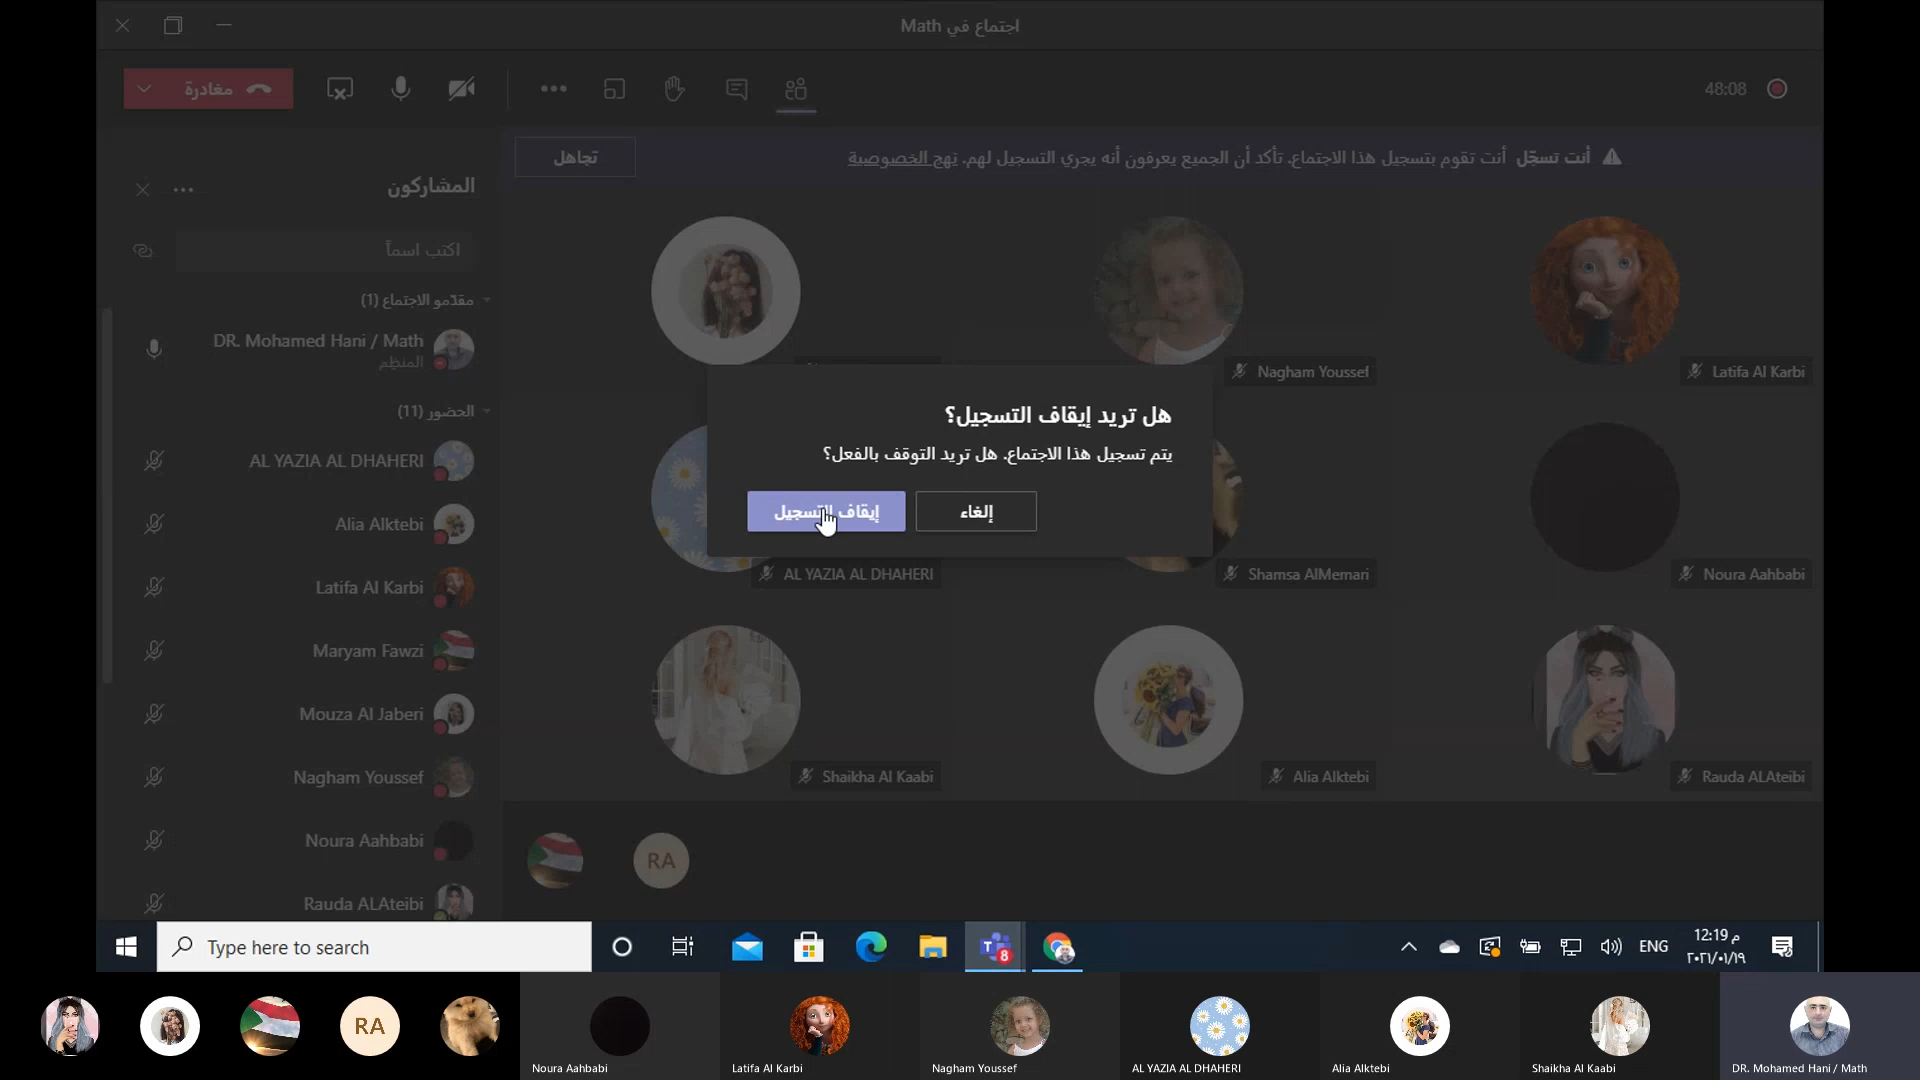 اجتماع في Math
مغادرة
48:08
أنت تسجّل أنت تقوم بتسجيل هذا الاجتماع. تأكد أن الجميع يعرفون أنه يجري التسجيل لهم. نهج الخصوصية
تجاهل
المشاركون
اكتب اسماً
مقدّمو الاجتماع (1)
DR. Mohamed Hani / Math
المنظم
الحضور (11)
AL YAZIA AL DHAHERI
Alia Alktebi
Latifa Al Karbi
Maryam Fawzi
Mouza Al Jaberi
Nagham Youssef
Noura Aahbabi
Rauda ALAteibi
Nagham Youssef
Latifa Al Karbi
هل تريد إيقاف التسجيل؟
يتم تسجيل هذا الاجتماع. هل تريد التوقف بالفعل؟
إيقاف التسجيل
إلغاء
AL YAZIA AL DHAHERI
Shamsa AlMemari
Noura Aahbabi
Shaikha Al Kaabi
Alia Alktebi
Rauda ALAteibi
RA
Type here to search
8
ENG
12:19 م
٢٠٢١/٠١/١٩
RA
Noura Aahbabi
Latifa Al Karbi
Nagham Youssef
AL YAZIA AL DHAHERI
Alia Alktebi
Shaikha Al Kaabi
DR. Mohamed Hani / Math